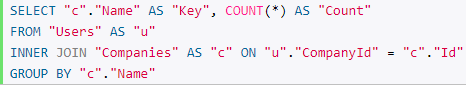 SELECT "c"."Name" AS "Key", COUNT(*) AS "Count"
FROM "Users" AS "u"
INNER JOIN "Companies" AS "c" ON "u"."CompanyId" = "c"."Id"
GROUP BY "c"."Name"